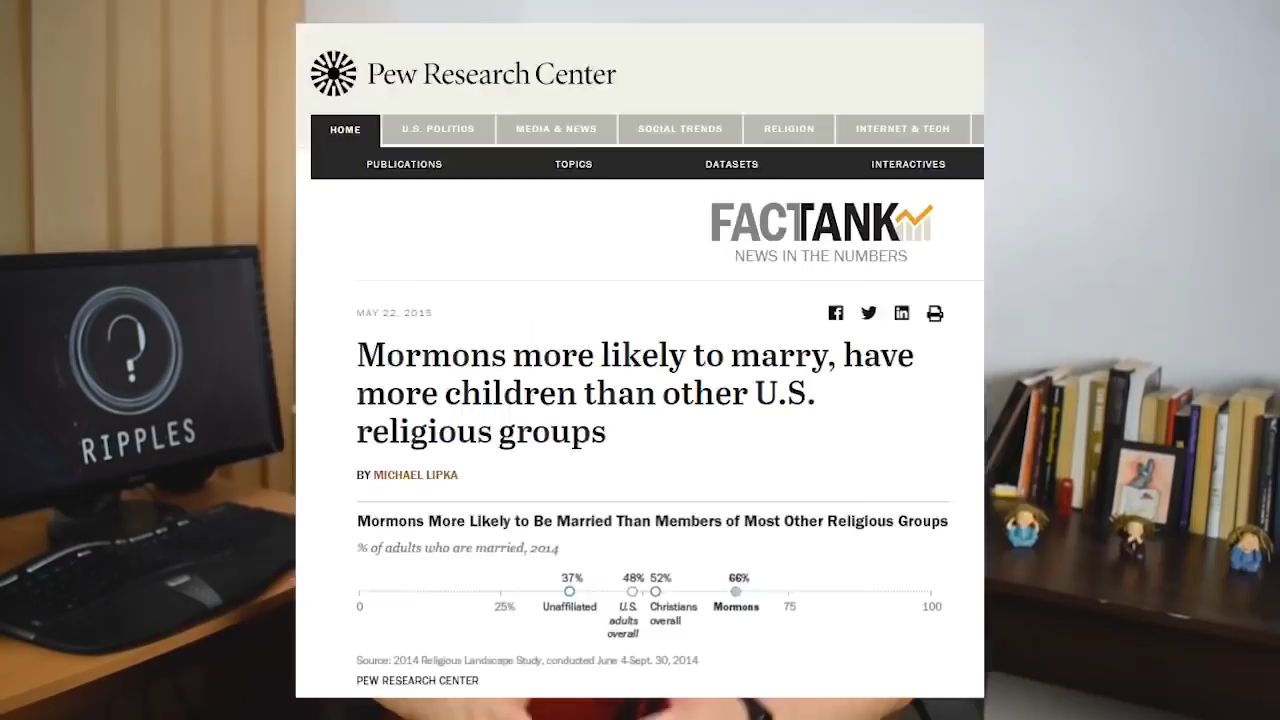 Pew Research Center
HOME U.S. POLITICS MEDIA & NEWS SOCIAL TRENDS RELIGION INTERNET & TECH
PUBLICATIONS TOPICS DATASETS INTERACTIVES
FACTANK
NEWS IN THE NUMBERS
MAY 22, 2015
Mormons more likely to marry, have
more children than other U.S.
religious groups
BY MICHAEL LIPKA
Mormons More Likely to Be Married Than Members of Most Other Religious Groups
% of adults who are married, 2014
37% 48% 52% 66%
0 25% Unaffiliated U.S. Christians Mormons 75 100
adults overall
overall
Source: 2014 Religious Landscape Study, conducted June 4-Sept. 30, 2014
PEW RESEARCH CENTER
?
RIPPLES